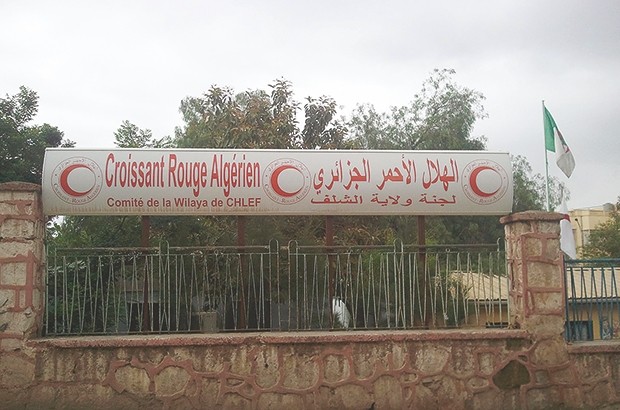 Croissant Rouge Algérien
Comité de la Wilaya de CHLEF
الهلال الأحمر الجزائري
لجنة ولاية الشلف